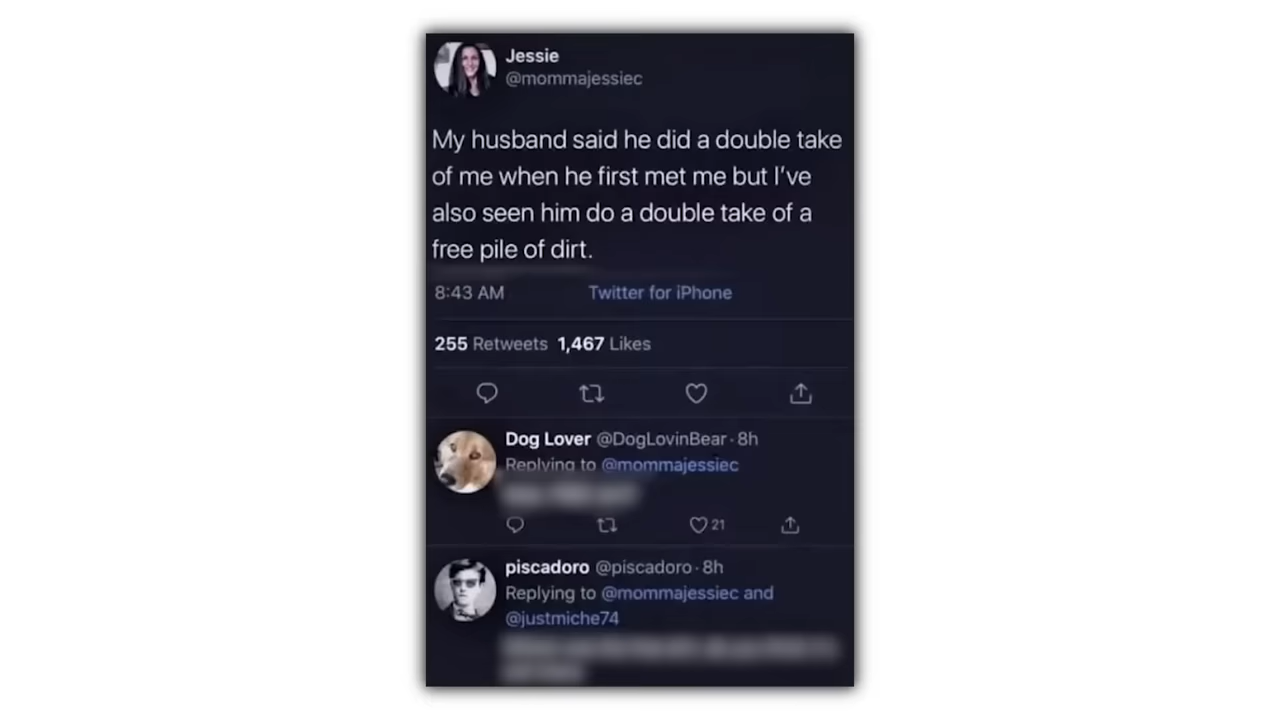 Jessie
@mommajessiec
My husband said he did a double take
of me when he first met me but I've
also seen him do a double take of a
free pile of dirt.
8:43 AM Twitter for iPhone
255 Retweets 1,467 Likes
Dog Lover @DogLovinBear · 8h
Replying to @mommajessiec
21
piscadoro @piscadoro · 8h
Replying to @mommajessiec and
@justmiche74